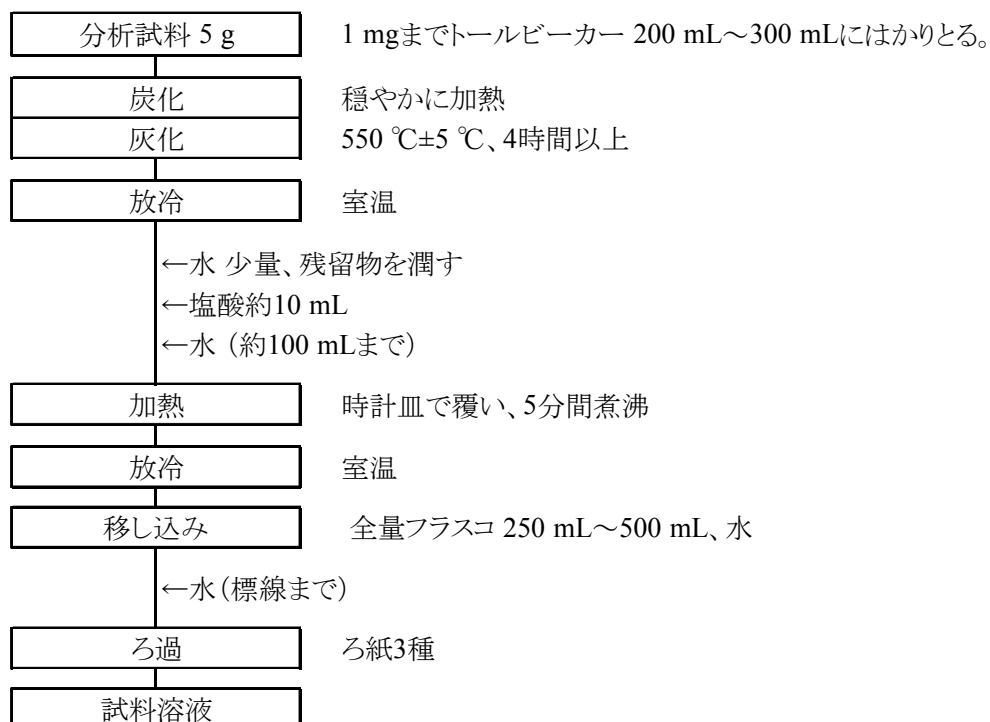 分析試料 5 g 1 mgまでトールビーカー 200 mL～300 mLにはかりとる。
炭化 穏やかに加熱
灰化 550 ℃±5 ℃、4時間以上
放冷 室温
←水 少量、残留物を潤す
←塩酸約10 mL
←水（約100 mLまで）
加熱 時計皿で覆い、5分間煮沸
放冷 室温
移し込み 全量フラスコ 250 mL～500 mL、水
←水（標線まで）
ろ過 ろ紙3種
試料溶液